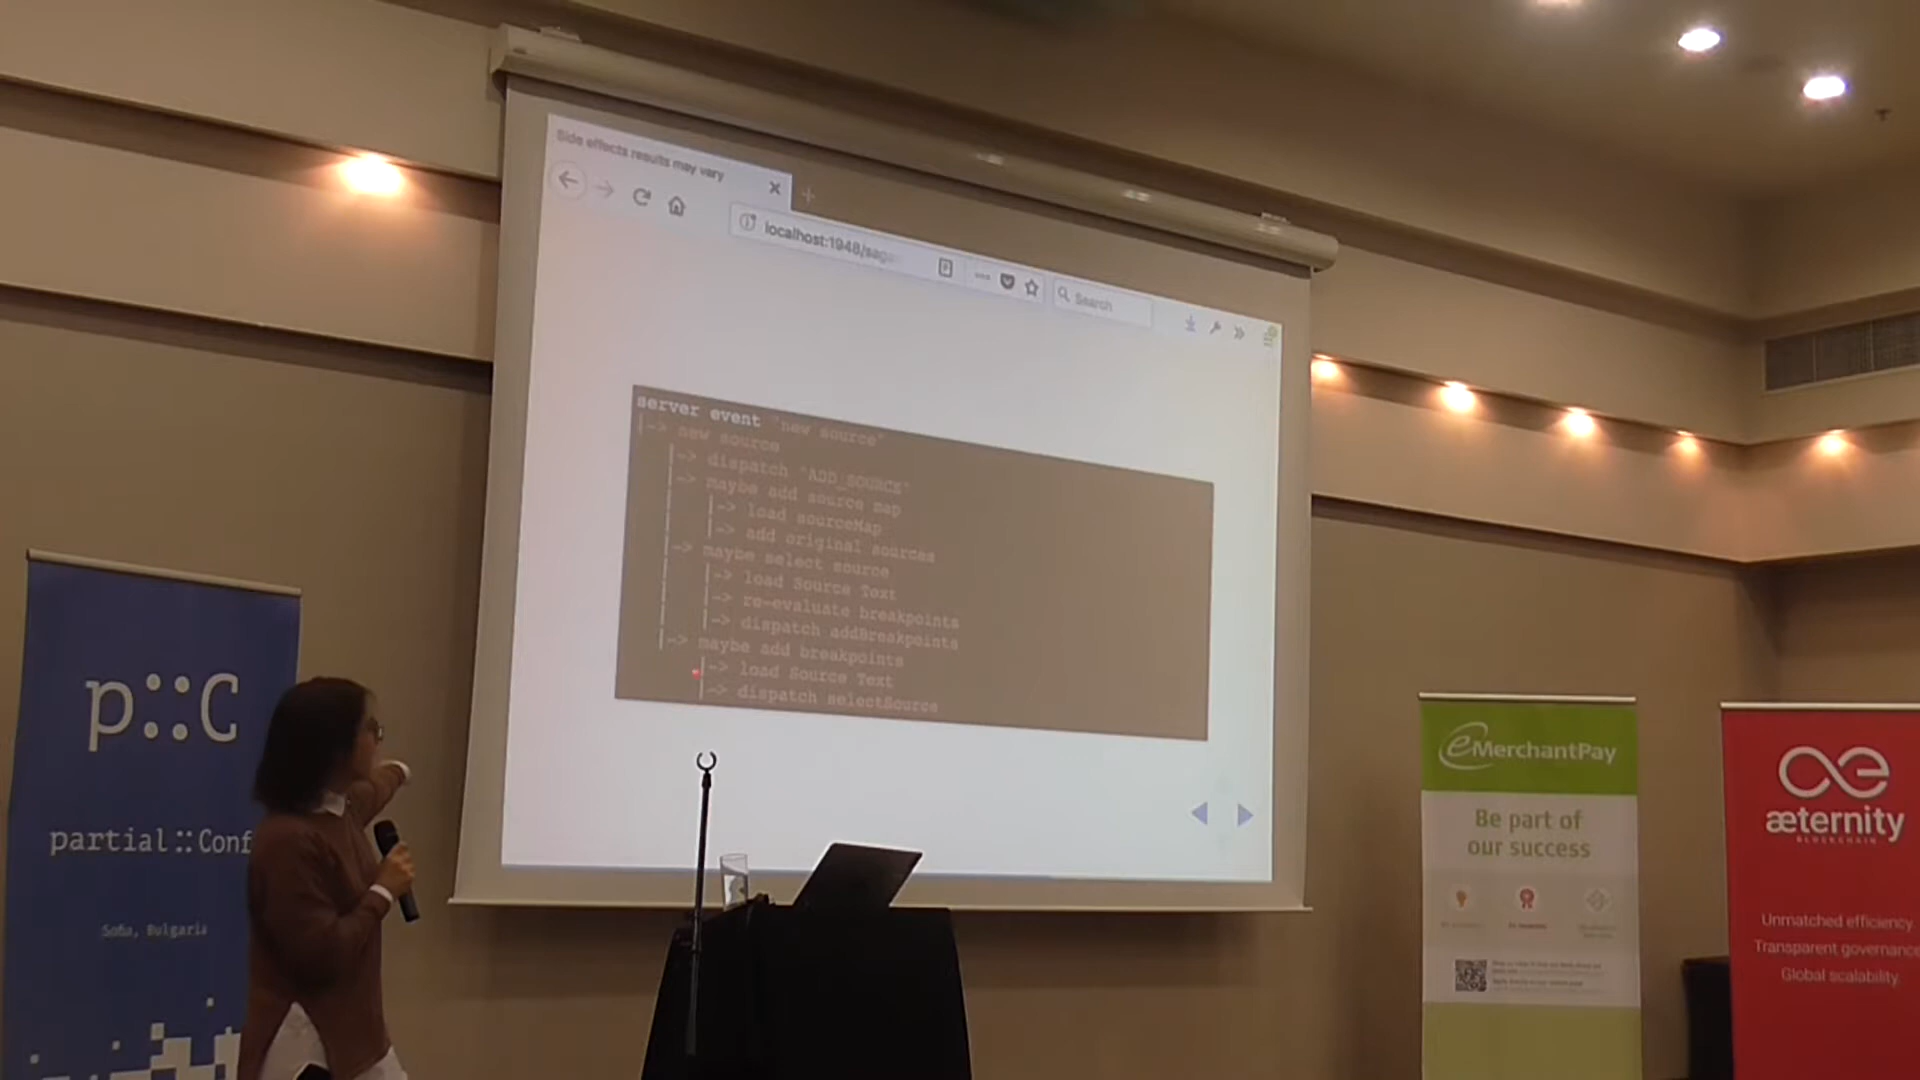 Side effects results may vary
localhost:1948/saga
Search
server event "new source"
|-> new source
|-> dispatch "ADD_SOURCE"
|-> maybe add source map
|-> load sourceMap
|-> add original sources
|-> maybe select source
|-> load Source Text
|-> re-evaluate breakpoints
|-> dispatch addBreakpoints
|-> maybe add breakpoints
|-> load Source Text
|-> dispatch selectSource
p::C
partial::Conf
Sofia, Bulgaria
eMerchantPay
Be part of
our success
æternity
BLOCKCHAIN
Unmatched efficiency
Transparent governance
Global scalability